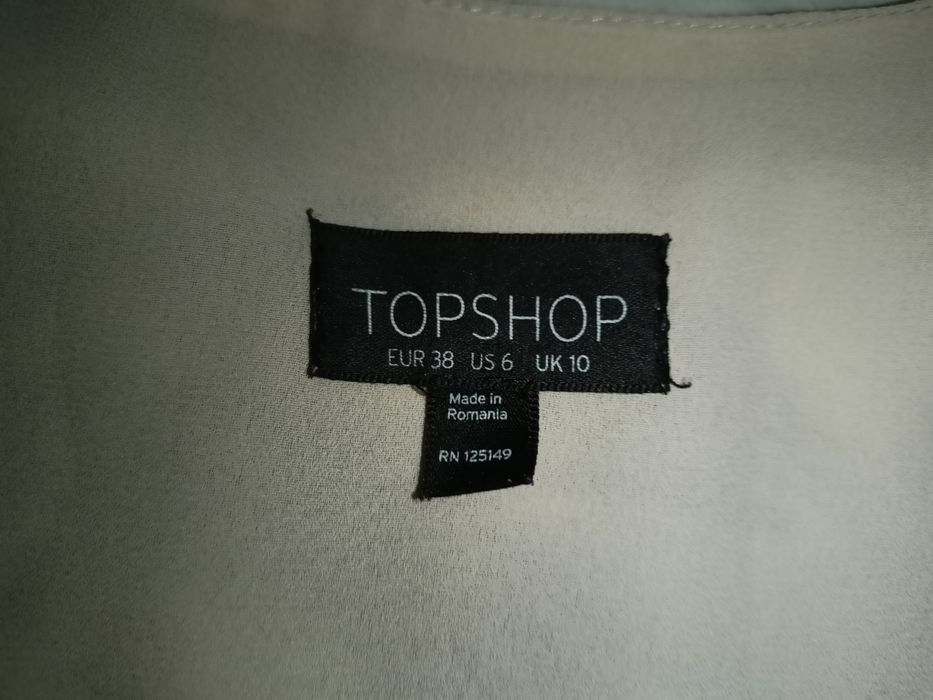 TOPSHOP
EUR 38 US 6 UK 10
Made in
Romania
RN 125149